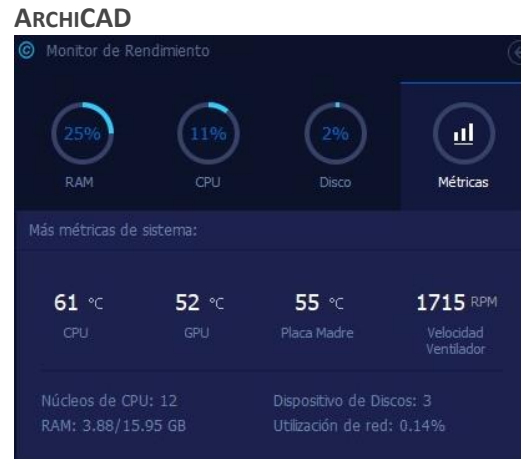 ARCHICAD
© Monitor de Rendimiento
25% 11% 2%
RAM CPU Disco Métricas
Más métricas de sistema:
61 °C 52 °C 55 °C 1715 RPM
CPU GPU Placa Madre Velocidad
Ventilador
Núcleos de CPU: 12 Dispositivo de Discos: 3
RAM: 3.88/15.95 GB Utilización de red: 0.14%